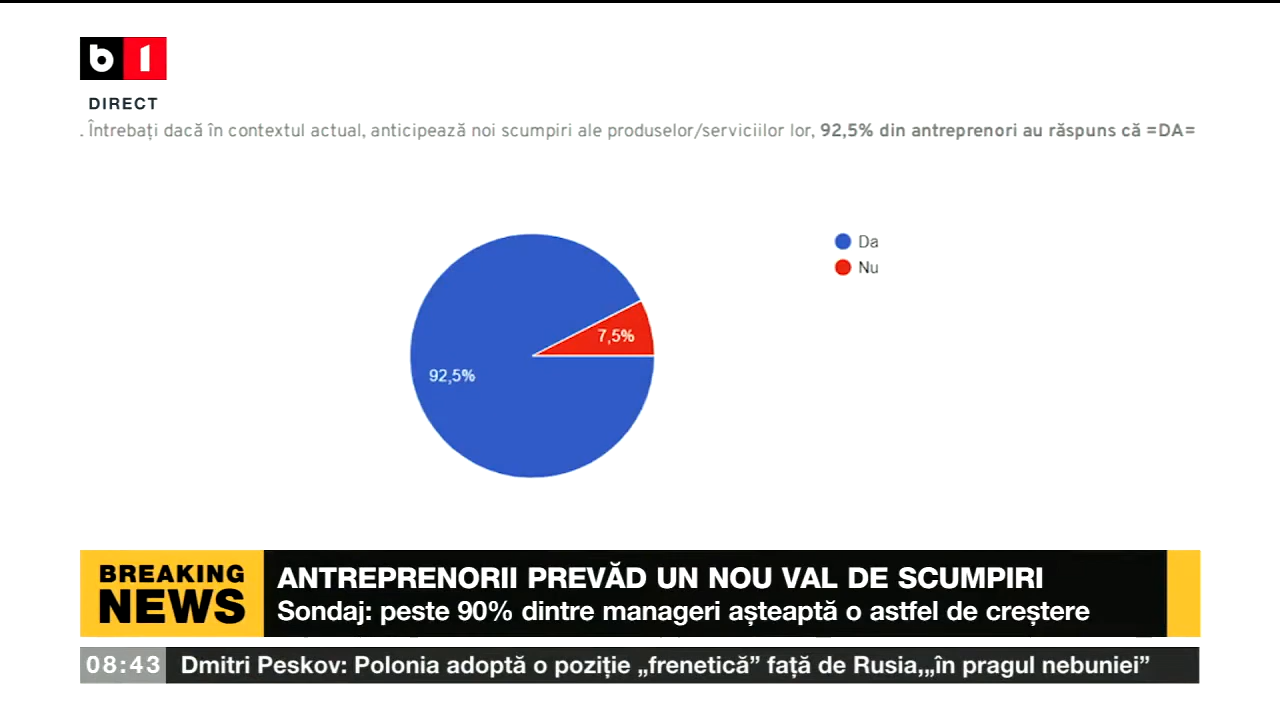 b1
DIRECT
. Întrebați dacă în contextul actual, anticipează noi scumpiri ale produselor/serviciilor lor, 92,5% din antreprenori au răspuns că =DA=
Da
Nu
7,5%
92,5%
BREAKING NEWS
ANTREPRENORII PREVĂD UN NOU VAL DE SCUMPIRI
Sondaj: peste 90% dintre manageri așteaptă o astfel de creștere
08:43 Dmitri Peskov: Polonia adoptă o poziție „frenetică” față de Rusia,„în pragul nebuniei”